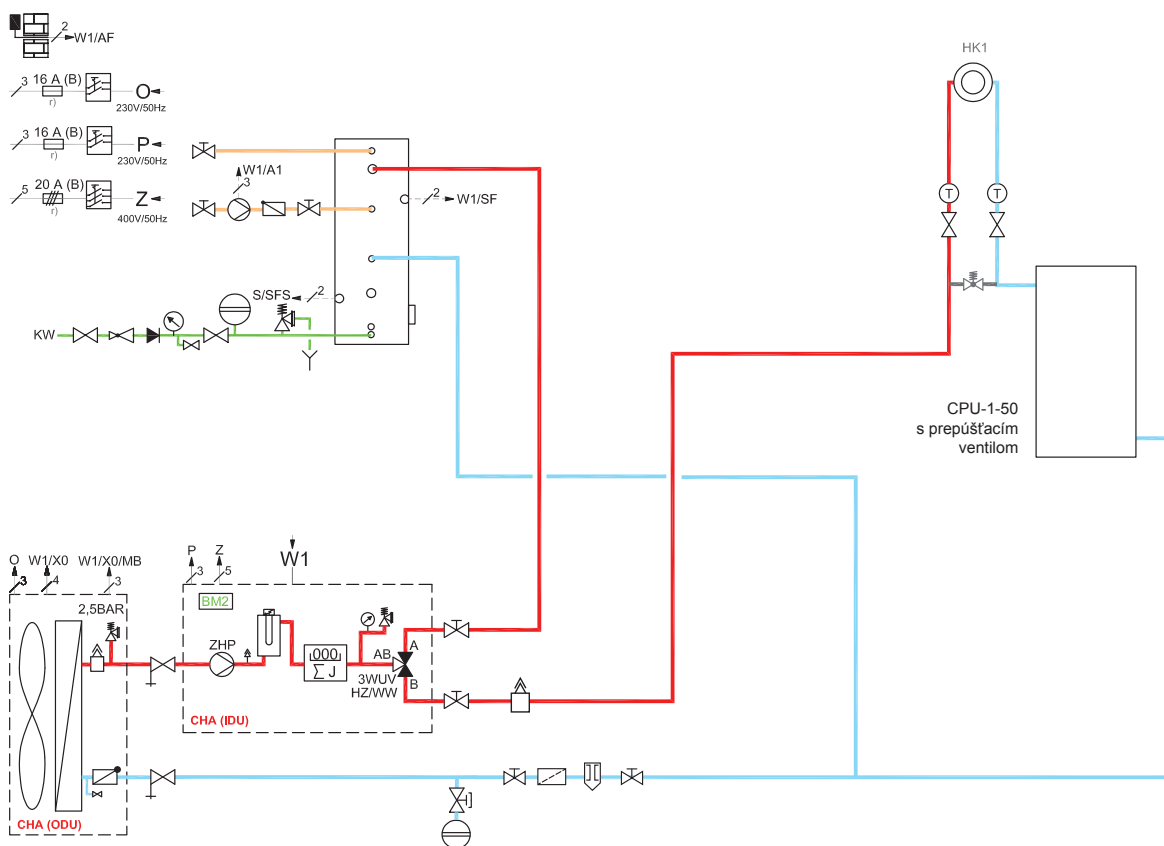 2
W1/AF
3 16 A (B)
r)
O
230V/50Hz
3 16 A (B)
r)
P
230V/50Hz
5 20 A (B)
r)
Z
400V/50Hz
W1/A1
3
2 W1/SF
S/SFS 2
KW
HK1
T T
CPU-1-50
s prepúšťacím
ventilom
O W1/X0 W1/X0/MB
3 4 3
2,5BAR
CHA (ODU)
P Z
3 5
W1
BM2
ZHP
000
Σ J
A
AB
B
3WUV
HZ/WW
CHA (IDU)